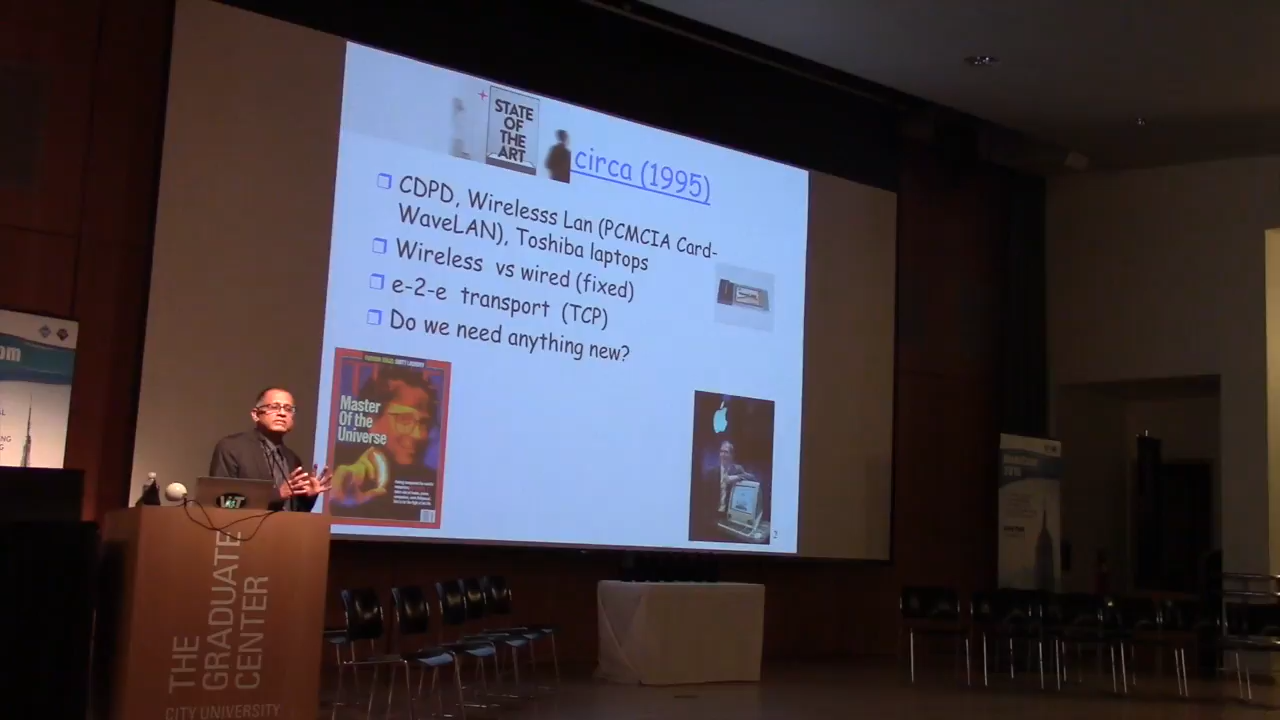 STATE
OF
THE
ART
circa (1995)
CDPD, Wirelesss Lan (PCMCIA Card-
WaveLAN), Toshiba laptops
Wireless vs wired (fixed)
e-2-e transport (TCP)
Do we need anything new?
Master
Of the
Universe
2
THE
GRADUATE
CENTER
CITY UNIVERSITY